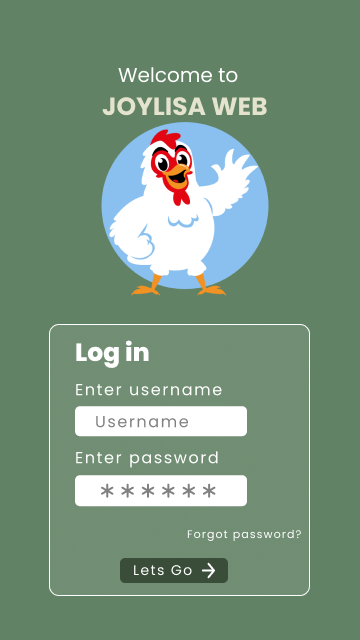 Welcome to
JOYLISA WEB
Log in
Enter username
Username
Enter password
******
Forgot password?
Lets Go →